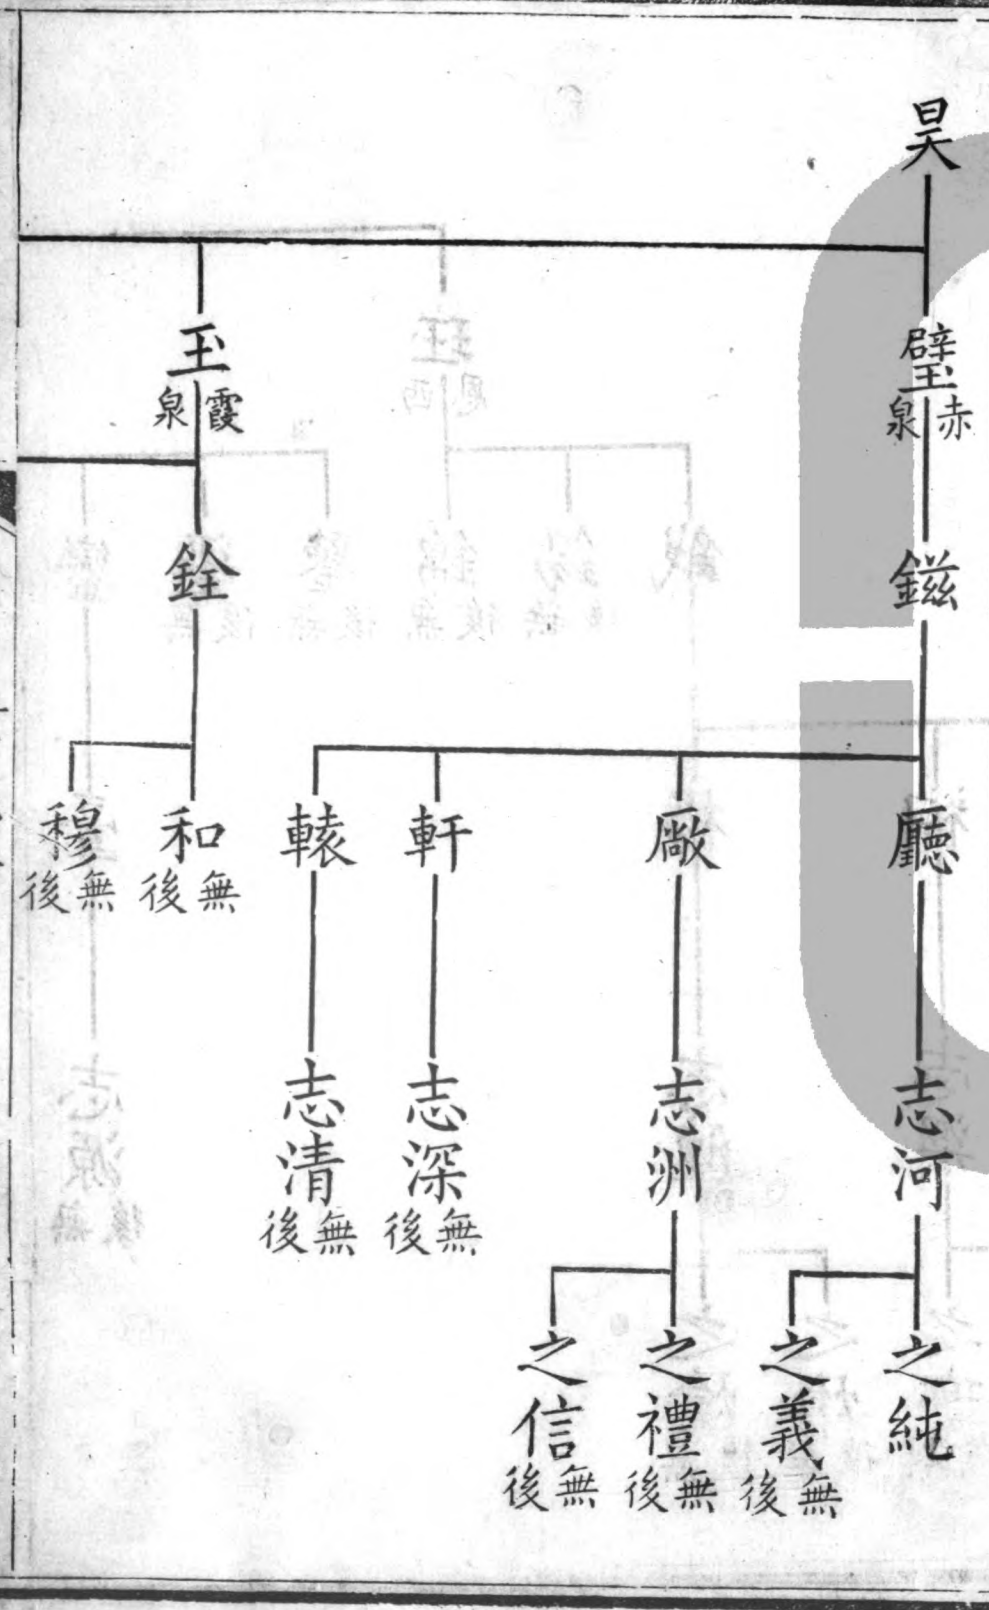 昊
璧
赤泉
鎡
廳
志河
之純
之義
無後
廠
志洲
之禮
無後
之信
無後
軒
志深
無後
轅
志清
無後
玉
霞泉
銓
和
無後
穆
無後